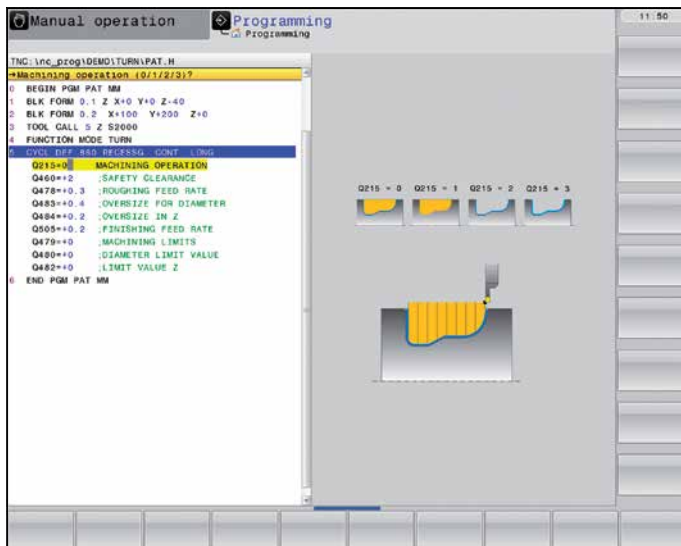 Manual operation
Programming
Programming
11:50
TNC:\nc_prog\DEMO\TURN\PAT.H
→Machining operation (0/1/2/3)?
0 BEGIN PGM PAT MM
1 BLK FORM 0.1 Z X+0 Y+0 Z-40
2 BLK FORM 0.2 X+100 Y+200 Z+0
3 TOOL CALL 5 Z S2000
4 FUNCTION MODE TURN
5 CYCL DEF 860 RECESSG. CONT. LONG
Q215=0 MACHINING OPERATION
Q460=+2 ;SAFETY CLEARANCE
Q478=+0.3 ;ROUGHING FEED RATE
Q483=+0.4 ;OVERSIZE FOR DIAMETER
Q484=+0.2 ;OVERSIZE IN Z
Q505=+0.2 ;FINISHING FEED RATE
Q479=+0 ;MACHINING LIMITS
Q480=+0 ;DIAMETER LIMIT VALUE
Q482=+0 ;LIMIT VALUE Z
6 END PGM PAT MM
Q215 = 0 Q215 = 1 Q215 = 2 Q215 = 3